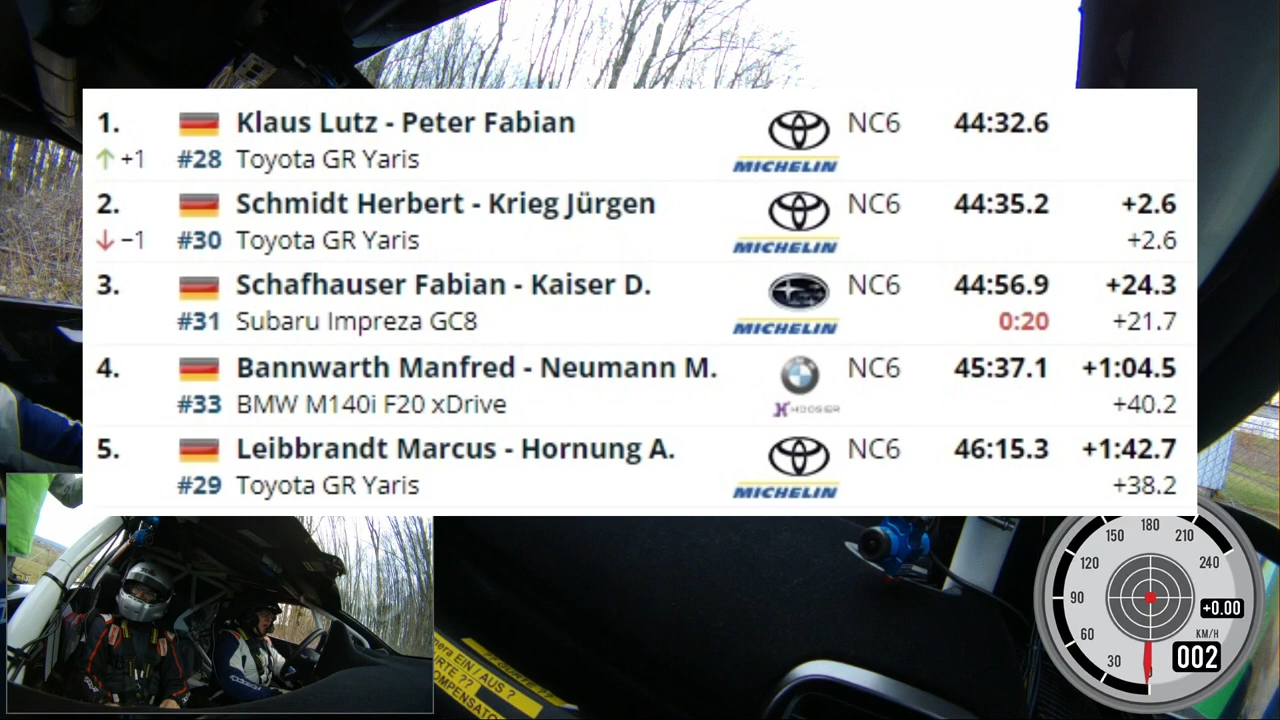 1. Klaus Lutz - Peter Fabian NC6 44:32.6
+1 #28 Toyota GR Yaris MICHELIN
2. Schmidt Herbert - Krieg Jürgen NC6 44:35.2 +2.6
−1 #30 Toyota GR Yaris MICHELIN +2.6
3. Schafhauser Fabian - Kaiser D. NC6 44:56.9 +24.3
#31 Subaru Impreza GC8 MICHELIN 0:20 +21.7
4. Bannwarth Manfred - Neumann M. NC6 45:37.1 +1:04.5
#33 BMW M140i F20 xDrive HOOSIER +40.2
5. Leibbrandt Marcus - Hornung A. NC6 46:15.3 +1:42.7
#29 Toyota GR Yaris MICHELIN +38.2
0 30 60 90 120 150 180 210 240
+0.00
KM/H
002
EIN / AUS ?